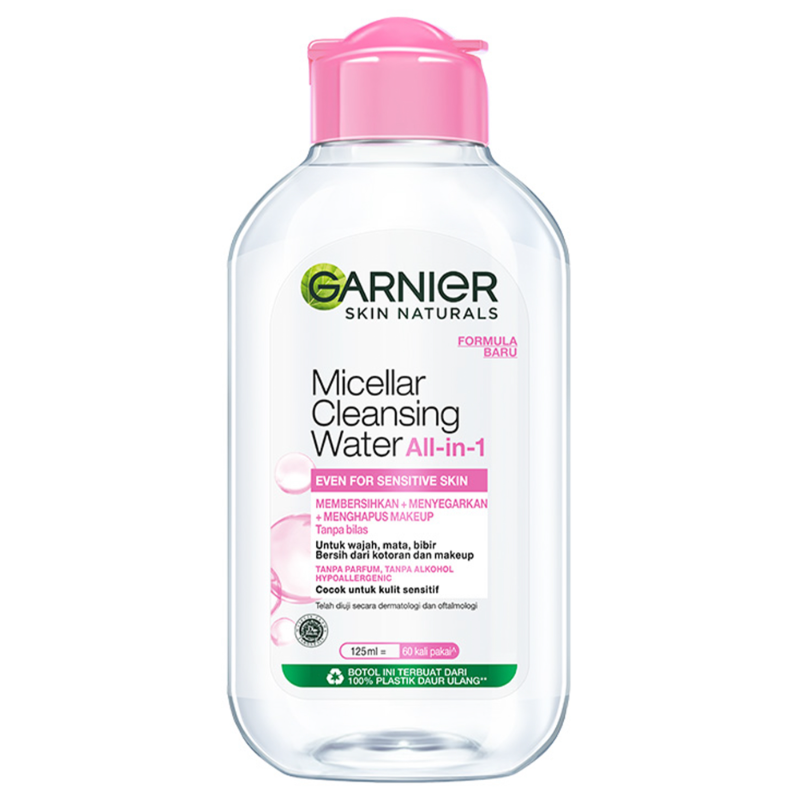 GARNIER
SKIN NATURALS
FORMULA
BARU
Micellar
Cleansing
Water All-in-1
EVEN FOR SENSITIVE SKIN
MEMBERSIHKAN + MENYEGARKAN
+ MENGHAPUS MAKEUP
Tanpa bilas
Untuk wajah, mata, bibir
Bersih dari kotoran dan makeup
TANPA PARFUM, TANPA ALKOHOL
HYPOALLERGENIC
Cocok untuk kulit sensitif
Telah diuji secara dermatologi dan oftalmologi
125ml = 60 kali pakai^
BOTOL INI TERBUAT DARI
100% PLASTIK DAUR ULANG**